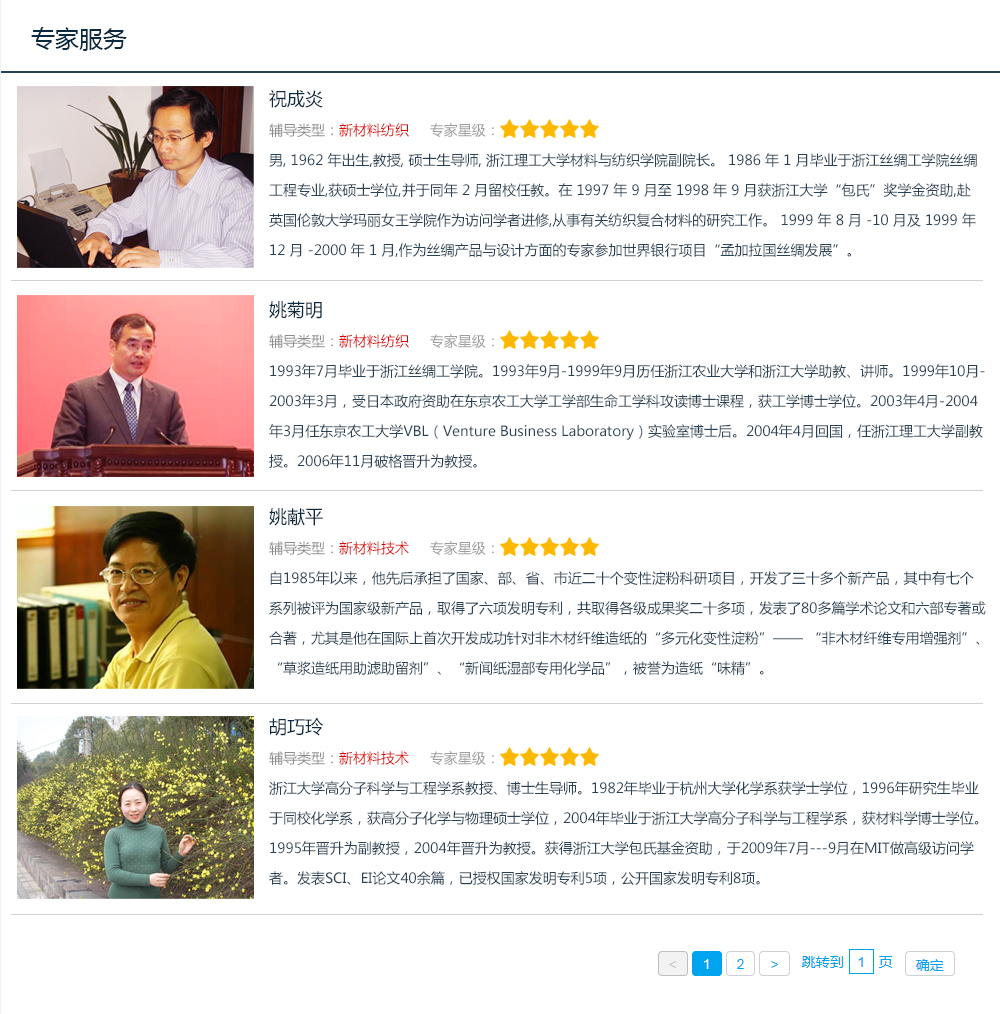 专家服务
祝成炎
辅导类型：新材料纺织 专家星级：
男, 1962 年出生,教授, 硕士生导师, 浙江理工大学材料与纺织学院副院长。 1986 年 1 月毕业于浙江丝绸工学院丝绸
工程专业,获硕士学位,并于同年 2 月留校任教。在 1997 年 9 月至 1998 年 9 月获浙江大学“包氏”奖学金资助,赴
英国伦敦大学玛丽女王学院作为访问学者进修,从事有关纺织复合材料的研究工作。 1999 年 8 月 -10 月及 1999 年
12 月 -2000 年 1 月,作为丝绸产品与设计方面的专家参加世界银行项目“孟加拉国丝绸发展”。
姚菊明
辅导类型：新材料纺织 专家星级：
1993年7月毕业于浙江丝绸工学院。1993年9月-1999年9月历任浙江农业大学和浙江大学助教、讲师。1999年10月-
2003年3月，受日本政府资助在东京农工大学工学部生命工学科攻读博士课程，获工学博士学位。2003年4月-2004
年3月任东京农工大学VBL（Venture Business Laboratory）实验室博士后。2004年4月回国，任浙江理工大学副教
授。2006年11月破格晋升为教授。
姚献平
辅导类型：新材料技术 专家星级：
自1985年以来，他先后承担了国家、部、省、市近二十个变性淀粉科研项目，开发了三十多个新产品，其中有七个
系列被评为国家级新产品，取得了六项发明专利，共取得各级成果奖二十多项，发表了80多篇学术论文和六部专著或
合著，尤其是他在国际上首次开发成功针对非木材纤维造纸的“多元化变性淀粉”—— “非木材纤维专用增强剂”、
“草浆造纸用助滤助留剂”、“新闻纸湿部专用化学品”，被誉为造纸“味精”。
胡巧玲
辅导类型：新材料技术 专家星级：
浙江大学高分子科学与工程学系教授、博士生导师。1982年毕业于杭州大学化学系获学士学位，1996年研究生毕业
于同校化学系，获高分子化学与物理硕士学位，2004年毕业于浙江大学高分子科学与工程学系，获材料学博士学位。
1995年晋升为副教授，2004年晋升为教授。获得浙江大学包氏基金资助，于2009年7月---9月在MIT做高级访问学
者。发表SCI、EI论文40余篇，已授权国家发明专利5项，公开国家发明专利8项。
< 1 2 > 跳转到 1 页 确定